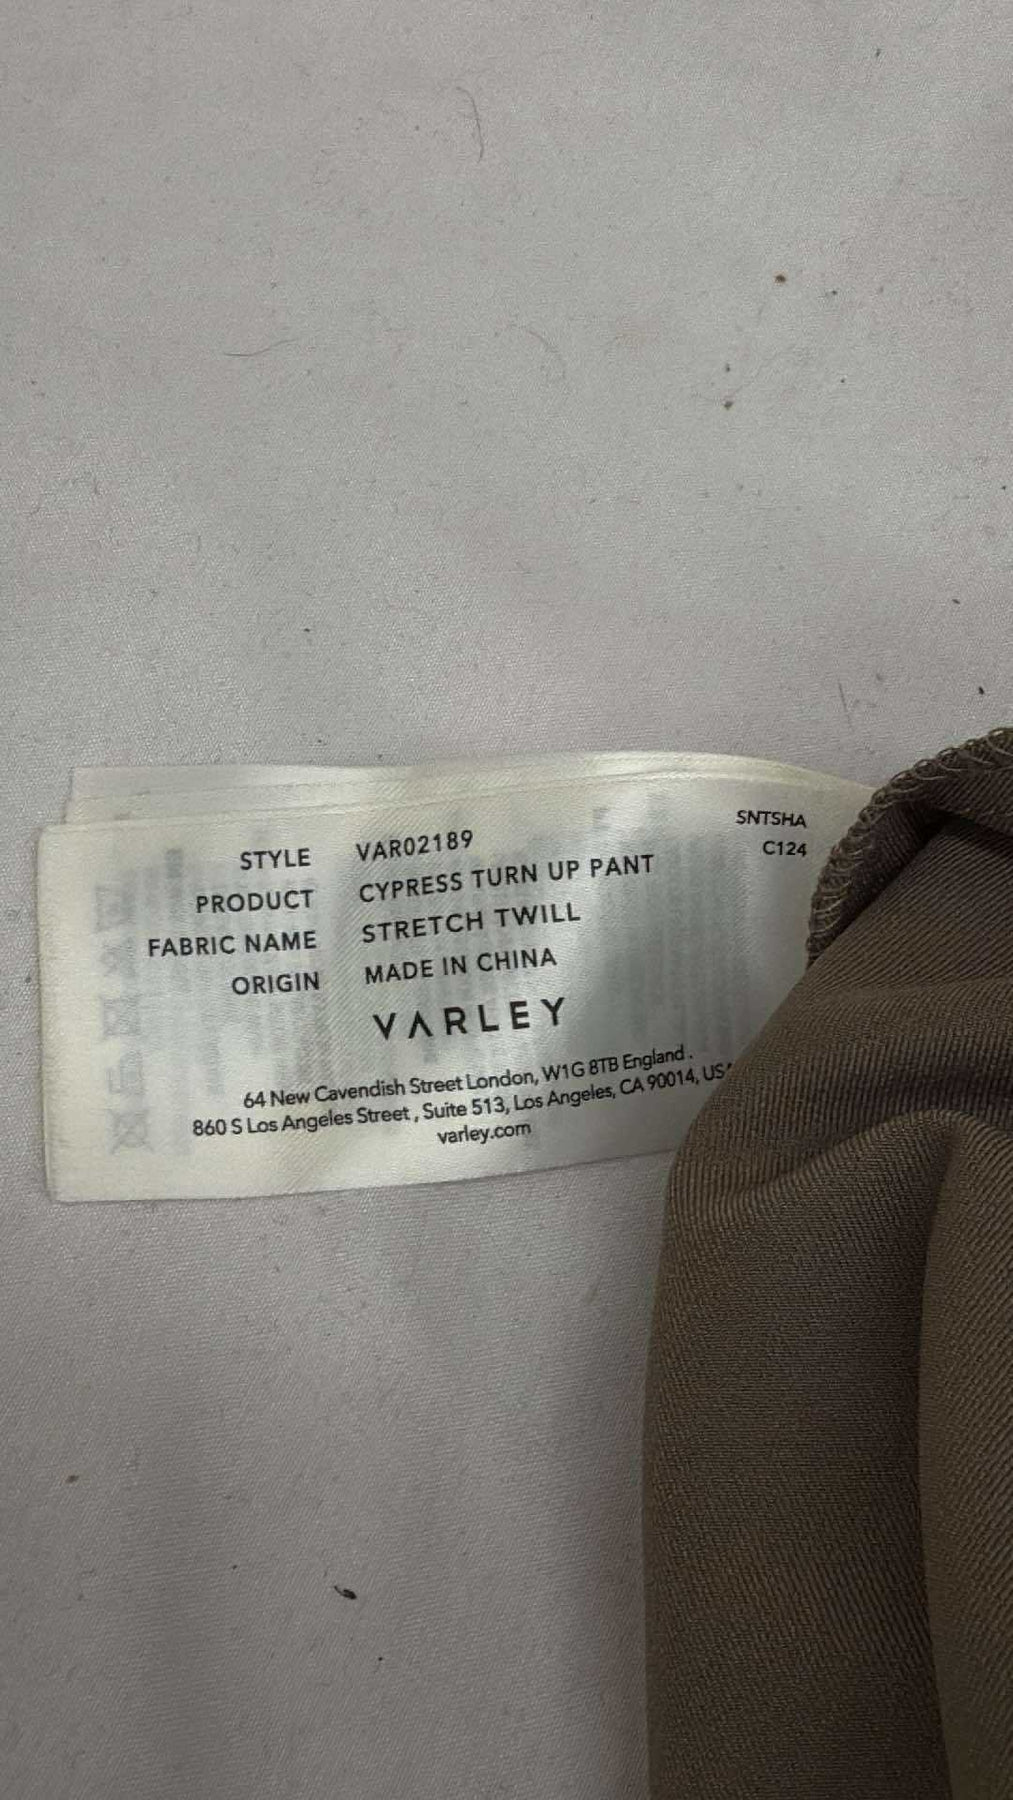 STYLE VAR02189
PRODUCT CYPRESS TURN UP PANT
FABRIC NAME STRETCH TWILL
ORIGIN MADE IN CHINA
SNTSHA
C124
VARLEY
64 New Cavendish Street London, W1G 8TB England.
860 S Los Angeles Street, Suite 513, Los Angeles, CA 90014, USA
varley.com